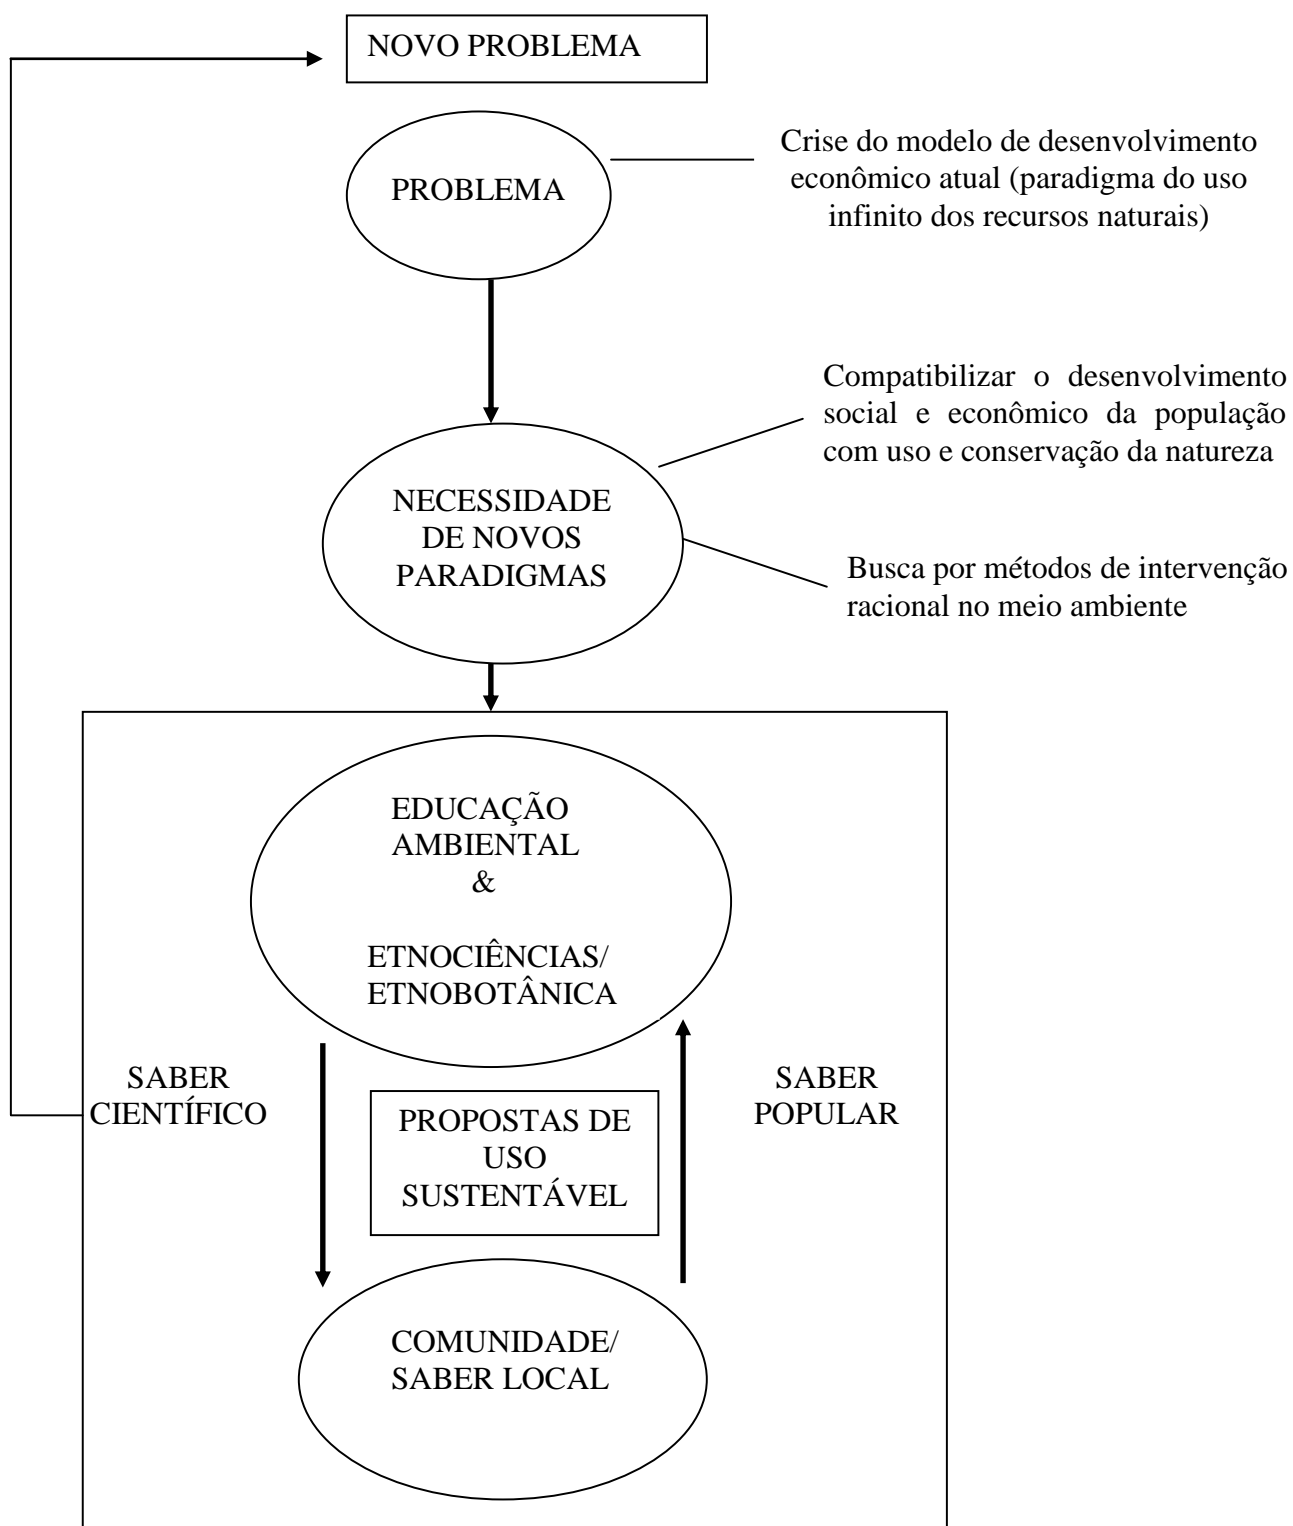 NOVO PROBLEMA
PROBLEMA
Crise do modelo de desenvolvimento
econômico atual (paradigma do uso
infinito dos recursos naturais)
Compatibilizar o desenvolvimento
social e econômico da população
com uso e conservação da natureza
NECESSIDADE
DE NOVOS
PARADIGMAS
Busca por métodos de intervenção
racional no meio ambiente
EDUCAÇÃO
AMBIENTAL
&
ETNOCIÊNCIAS/
ETNOBOTÂNICA
SABER
CIENTÍFICO
PROPOSTAS DE
USO
SUSTENTÁVEL
SABER
POPULAR
COMUNIDADE/
SABER LOCAL